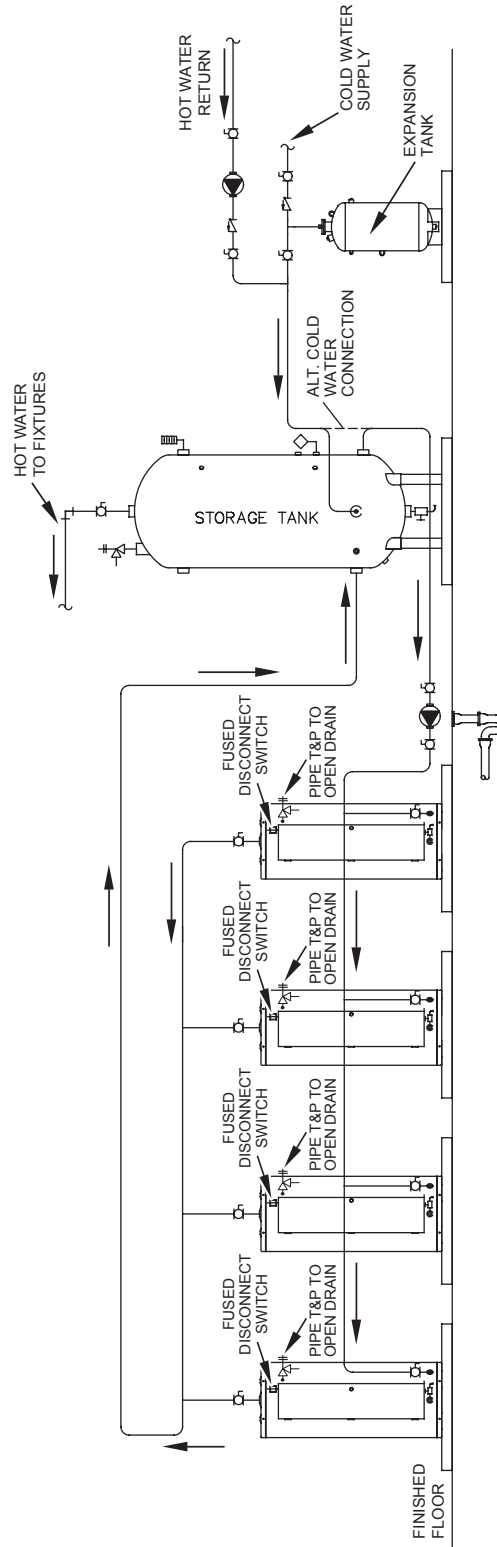 HOT WATER
TO FIXTURES
HOT WATER
RETURN
COLD WATER
SUPPLY
EXPANSION
TANK
ALT. COLD
WATER
CONNECTION
STORAGE TANK
FUSED
DISCONNECT
SWITCH
PIPE T&P TO
OPEN DRAIN
FUSED
DISCONNECT
SWITCH
PIPE T&P TO
OPEN DRAIN
FUSED
DISCONNECT
SWITCH
PIPE T&P TO
OPEN DRAIN
FUSED
DISCONNECT
SWITCH
PIPE T&P TO
OPEN DRAIN
FINISHED
FLOOR